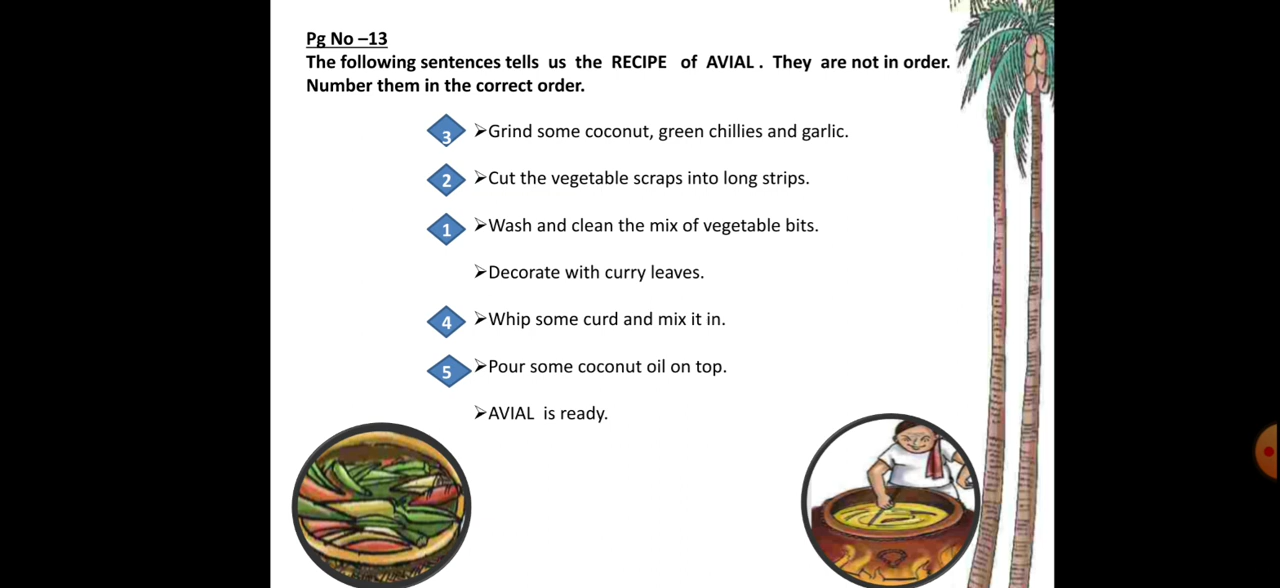 Pg No –13
The following sentences tells us the RECIPE of AVIAL . They are not in order.
Number them in the correct order.
3 ➢Grind some coconut, green chillies and garlic.
2 ➢Cut the vegetable scraps into long strips.
1 ➢Wash and clean the mix of vegetable bits.
➢Decorate with curry leaves.
4 ➢Whip some curd and mix it in.
5 ➢Pour some coconut oil on top.
➢AVIAL is ready.